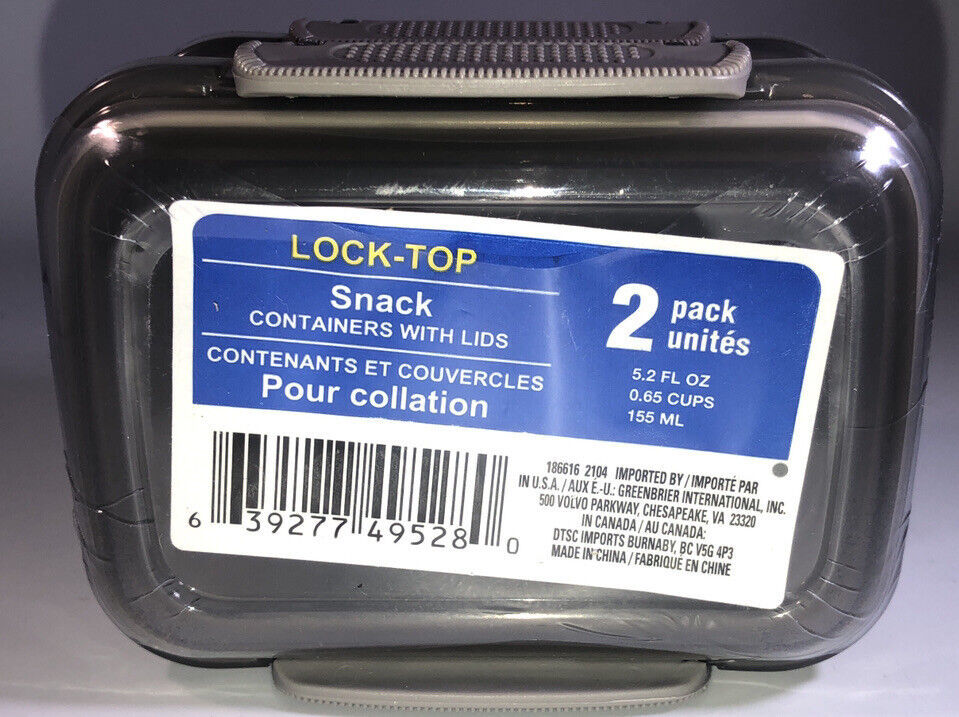 LOCK-TOP
Snack
CONTAINERS WITH LIDS
CONTENANTS ET COUVERCLES
Pour collation
2 pack
unités
5.2 FL OZ
0.65 CUPS
155 ML
6 39277 49528 0
186616 2104 IMPORTED BY / IMPORTÉ PAR
IN U.S.A. / AUX É.-U.: GREENBRIER INTERNATIONAL, INC.
500 VOLVO PARKWAY, CHESAPEAKE, VA 23320
IN CANADA / AU CANADA:
DTSC IMPORTS BURNABY, BC V5G 4P3
MADE IN CHINA / FABRIQUÉ EN CHINE